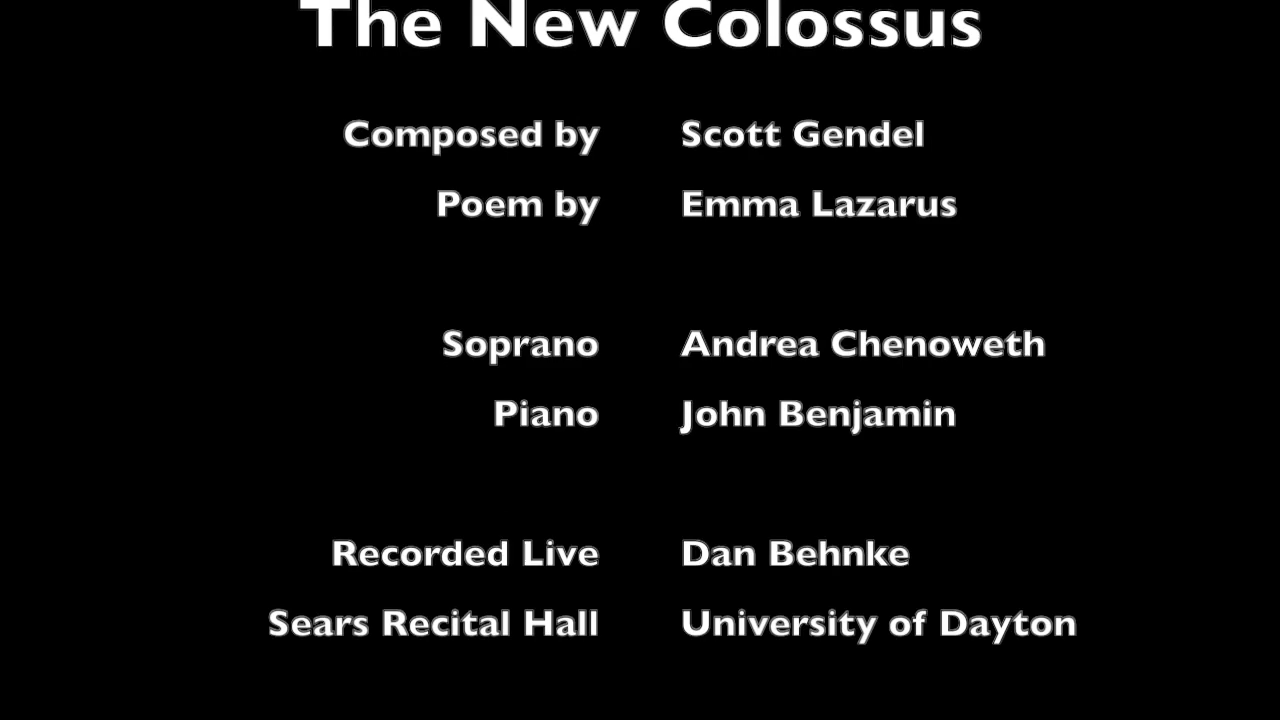 The New Colossus
Composed by Scott Gendel
Poem by Emma Lazarus
Soprano Andrea Chenoweth
Piano John Benjamin
Recorded Live Dan Behnke
Sears Recital Hall University of Dayton